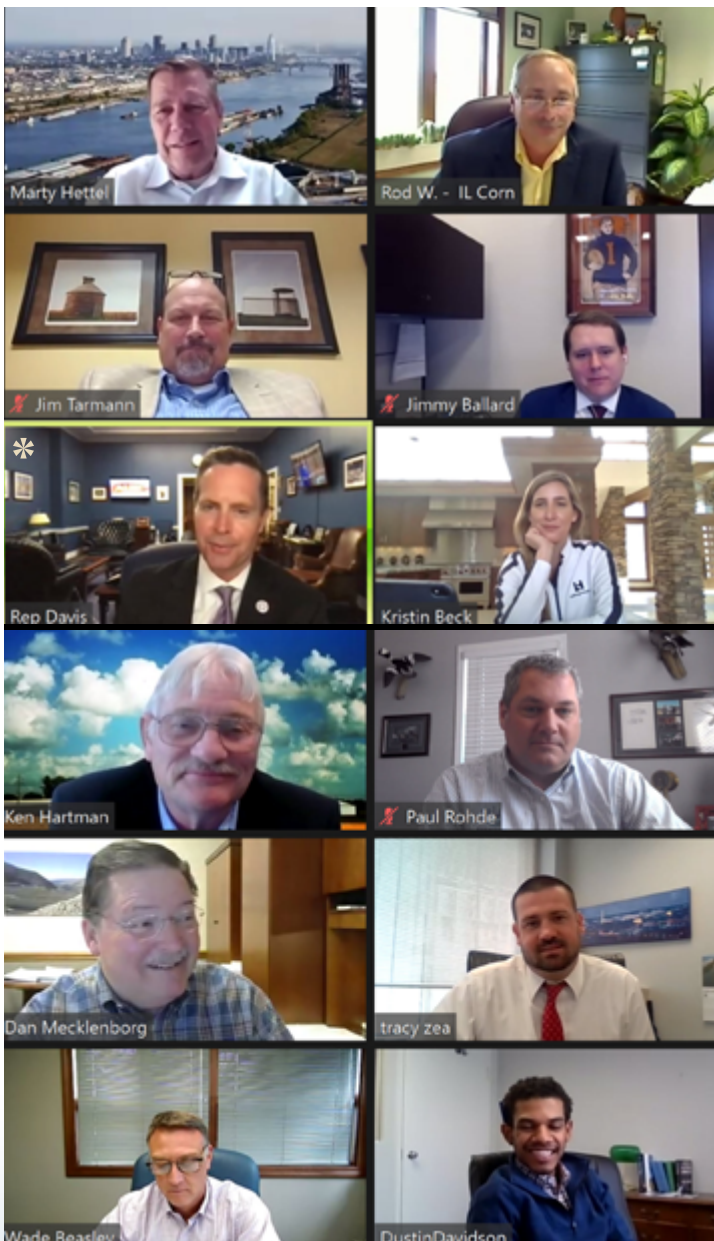 Marty Hettel
Rod W. - IL Corn
Jim Tarmann
Jimmy Ballard
Rep Davis
Kristin Beck
Ken Hartman
Paul Rohde
Dan Mecklenborg
tracy zea
Wade Beasley
DustinDavidson